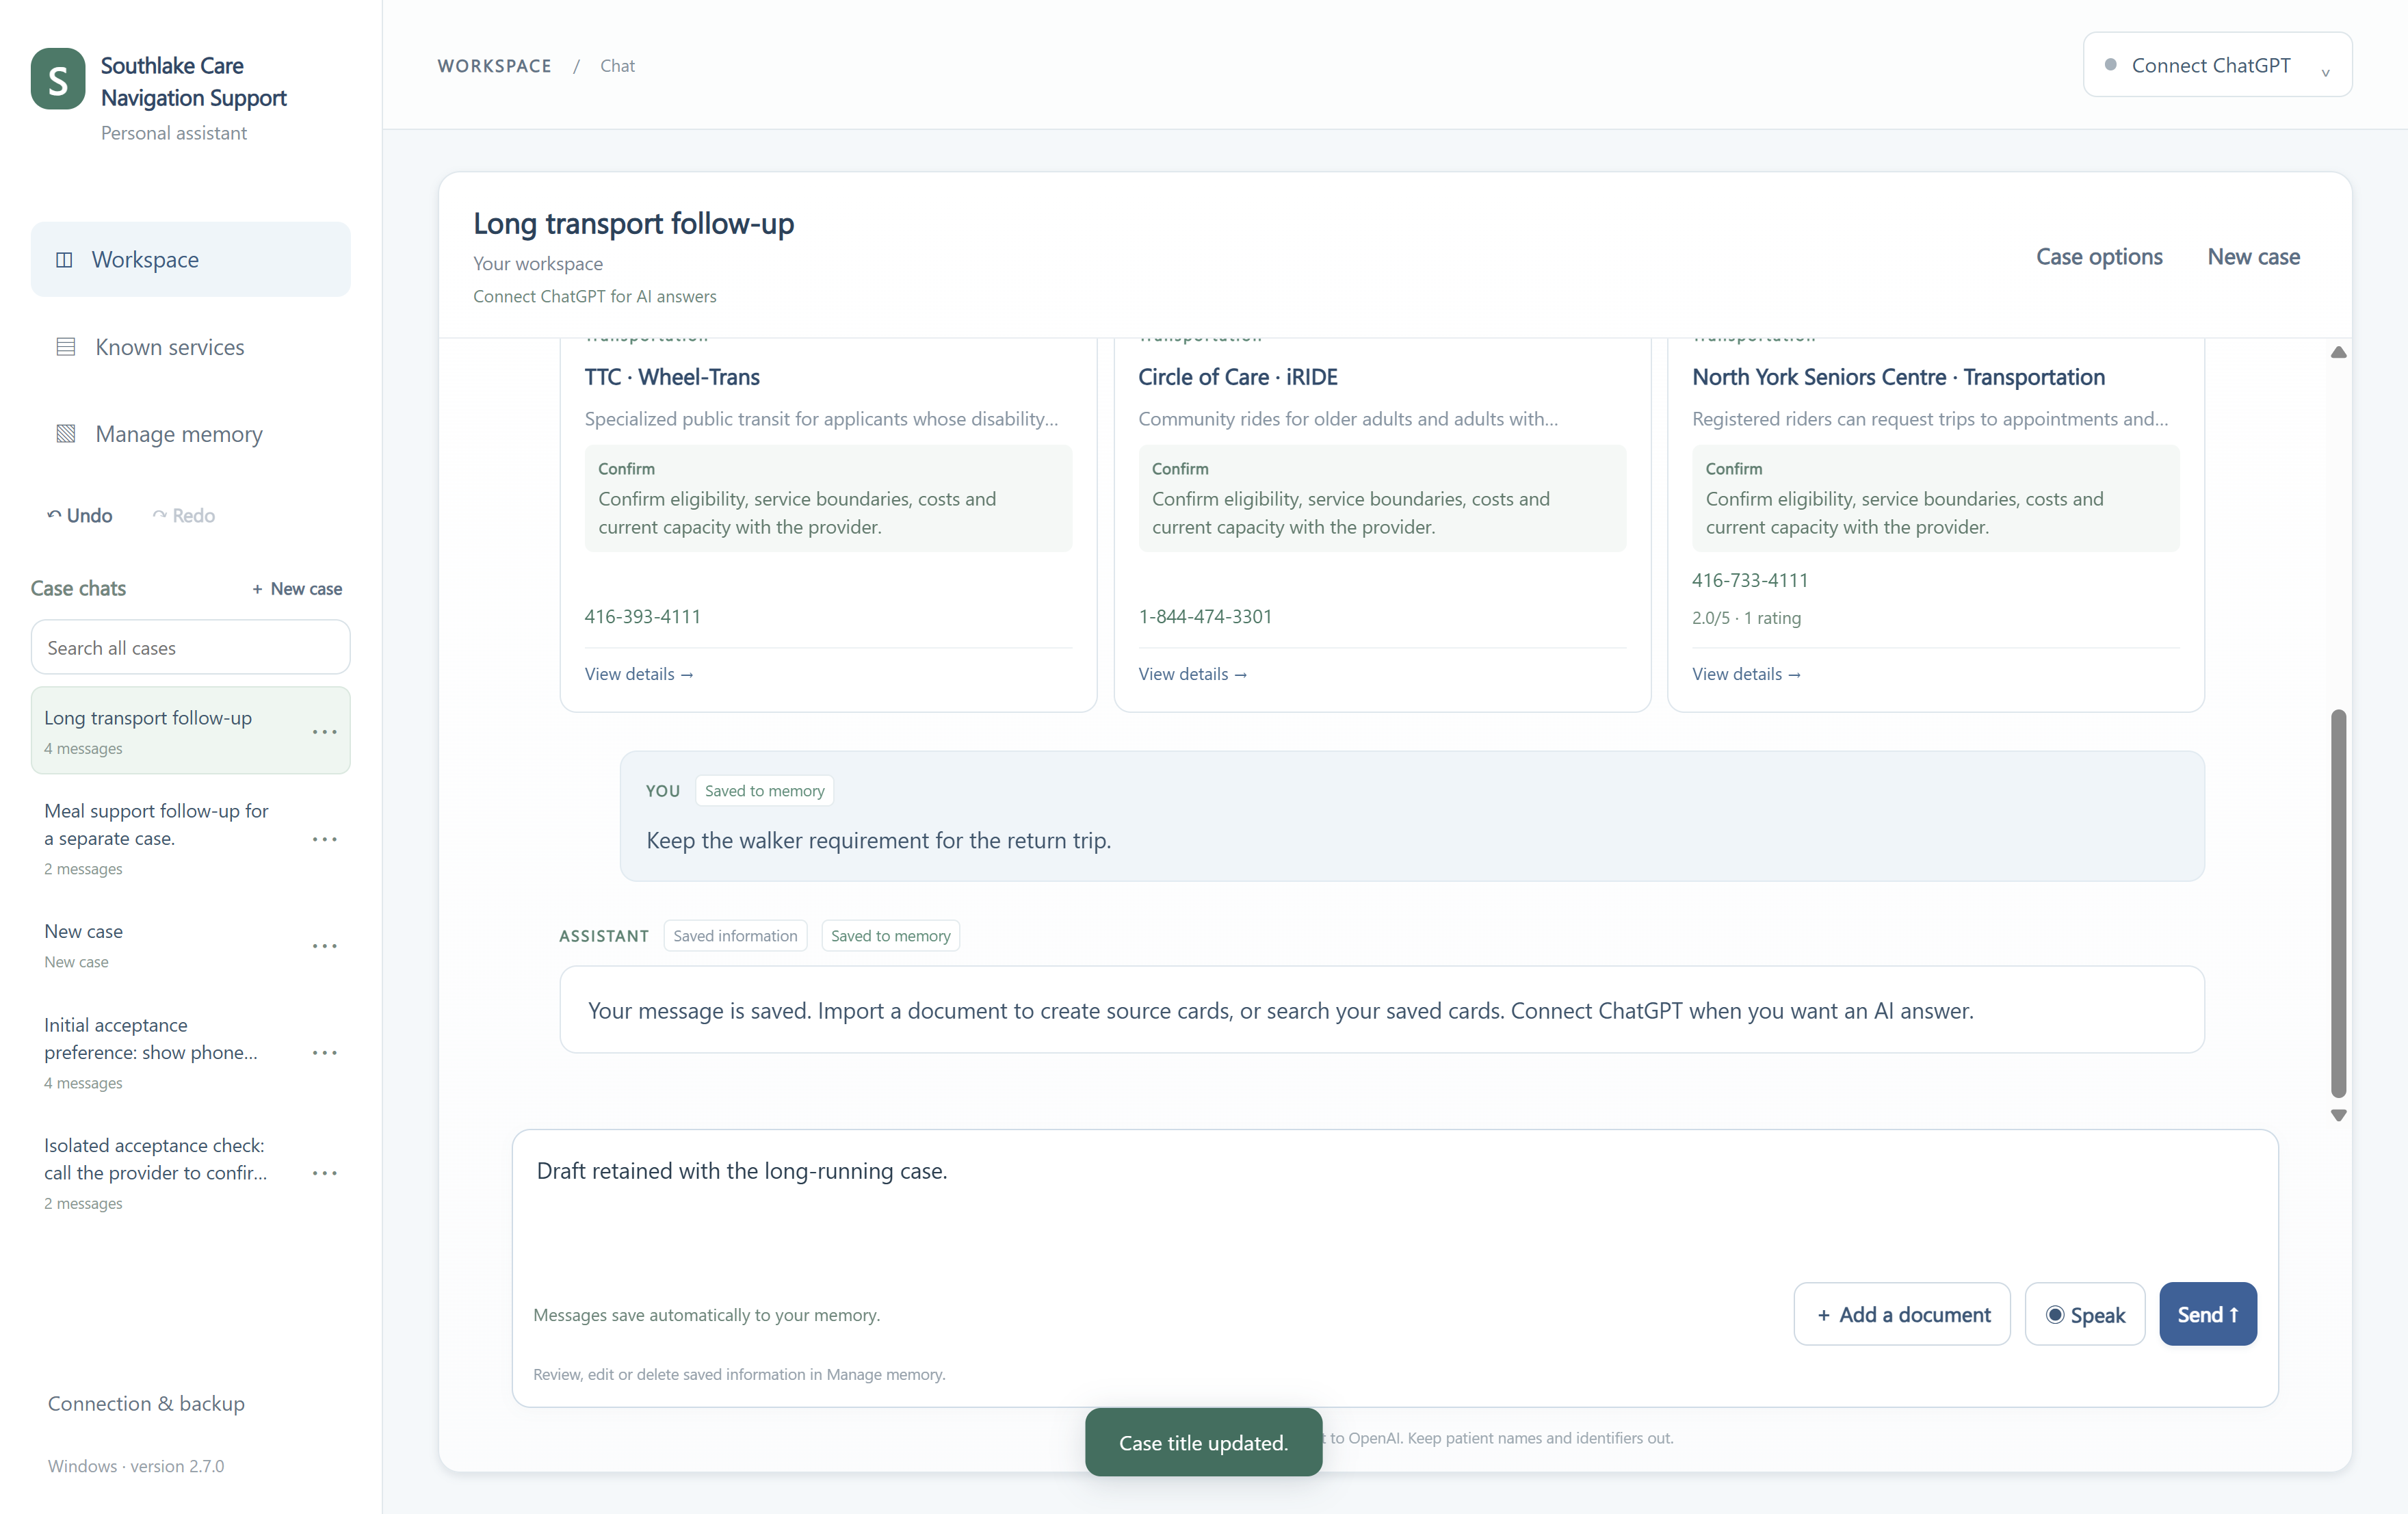 S
Southlake Care
Navigation Support
Personal assistant
Workspace
Known services
Manage memory
Undo
Redo
Case chats
+ New case
Search all cases
Long transport follow-up
4 messages
Meal support follow-up for
a separate case.
2 messages
New case
New case
Initial acceptance
preference: show phone...
4 messages
Isolated acceptance check:
call the provider to confir...
2 messages
Connection & backup
Windows · version 2.7.0
WORKSPACE / Chat
Connect ChatGPT v
Long transport follow-up
Your workspace
Connect ChatGPT for AI answers
Case options
New case
Transportation
TTC · Wheel-Trans
Specialized public transit for applicants whose disability...
Confirm
Confirm eligibility, service boundaries, costs and
current capacity with the provider.
416-393-4111
View details →
Transportation
Circle of Care · iRIDE
Community rides for older adults and adults with...
Confirm
Confirm eligibility, service boundaries, costs and
current capacity with the provider.
1-844-474-3301
View details →
Transportation
North York Seniors Centre · Transportation
Registered riders can request trips to appointments and...
Confirm
Confirm eligibility, service boundaries, costs and
current capacity with the provider.
416-733-4111
2.0/5 · 1 rating
View details →
YOU Saved to memory
Keep the walker requirement for the return trip.
ASSISTANT Saved information Saved to memory
Your message is saved. Import a document to create source cards, or search your saved cards. Connect ChatGPT when you want an AI answer.
Draft retained with the long-running case.
Messages save automatically to your memory.
Review, edit or delete saved information in Manage memory.
+ Add a document
Speak
Send ↑
Case title updated.
to OpenAI. Keep patient names and identifiers out.